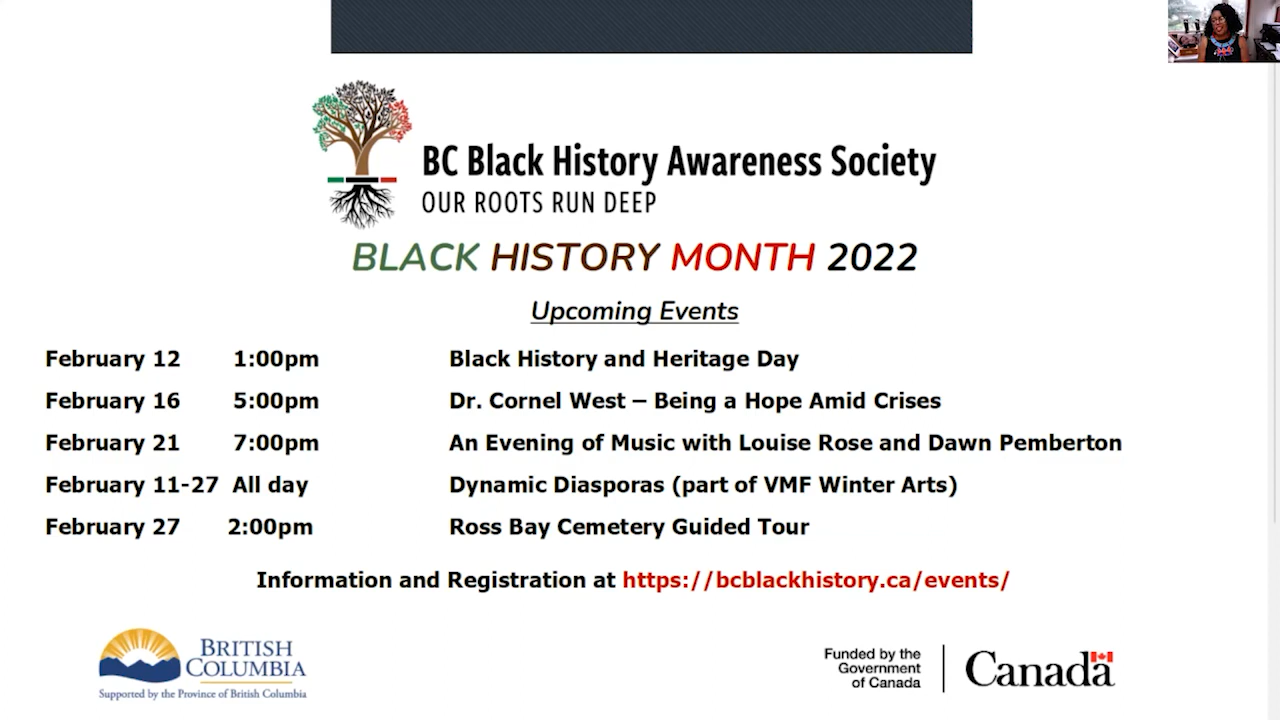 BC Black History Awareness Society
OUR ROOTS RUN DEEP
BLACK HISTORY MONTH 2022
Upcoming Events
February 12 1:00pm Black History and Heritage Day
February 16 5:00pm Dr. Cornel West – Being a Hope Amid Crises
February 21 7:00pm An Evening of Music with Louise Rose and Dawn Pemberton
February 11-27 All day Dynamic Diasporas (part of VMF Winter Arts)
February 27 2:00pm Ross Bay Cemetery Guided Tour
Information and Registration at https://bcblackhistory.ca/events/
BRITISH
COLUMBIA
Supported by the Province of British Columbia
Funded by the
Government
of Canada
Canada